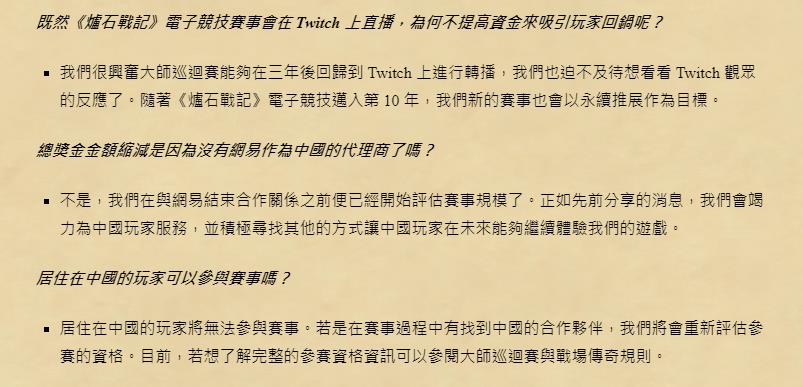 既然《爐石戰記》電子競技賽事會在 Twitch 上直播，為何不提高資金來吸引玩家回鍋呢？
▪ 我們很興奮大師巡迴賽能夠在三年後回歸到 Twitch 上進行轉播，我們也迫不及待想看看 Twitch 觀眾
的反應了。隨著《爐石戰記》電子競技邁入第 10 年，我們新的賽事也會以永續推展作為目標。
總獎金金額縮減是因為沒有網易作為中國的代理商了嗎？
▪ 不是，我們在與網易結束合作關係之前便已經開始評估賽事規模了。正如先前分享的消息，我們會竭
力為中國玩家服務，並積極尋找其他的方式讓中國玩家在未來能夠繼續體驗我們的遊戲。
居住在中國的玩家可以參與賽事嗎？
▪ 居住在中國的玩家將無法參與賽事。若是在賽事過程中有找到中國的合作夥伴，我們將會重新評估參
賽的資格。目前，若想了解完整的參賽資格資訊可以參閱大師巡迴賽與戰場傳奇規則。